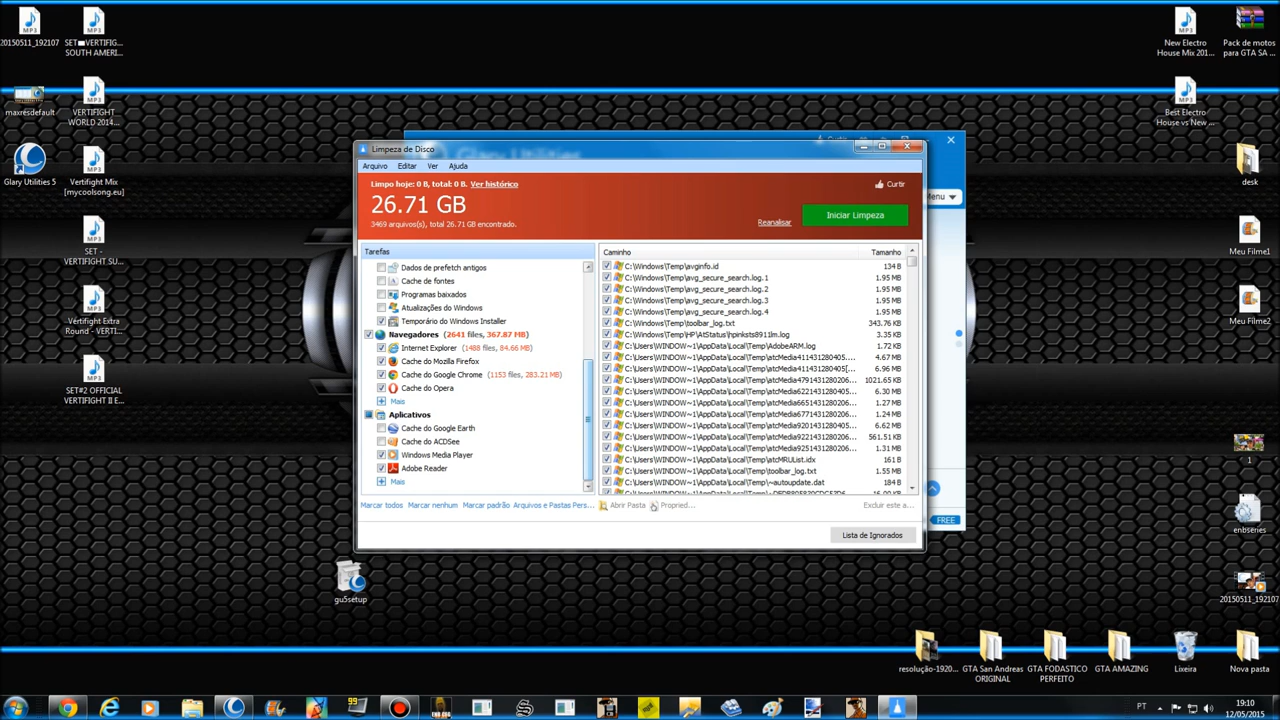 20150511_192107
SET■VERTIFIG...
SOUTH AMERI...
New Electro
House Mix 201...
Pack de motos
para GTA SA ...
maxresdefault
VERTIFIGHT
WORLD 2014...
Best Electro
House vs New ...
Curtir
Glary Utilities
Menu
Glary Utilities 5
Vertifight Mix
[mycoolsong.eu]
desk
SET -
VERTIFIGHT SU...
Meu Filme1
Vertifight Extra
Round - VERTI...
Meu Filme2
SET#2 OFFICIAL
VERTIFIGHT II E...
1
FREE
enbseries
gu5setup
20150511_192107
Limpeza de Disco
Arquivo Editar Ver Ajuda
Limpo hoje: 0 B, total: 0 B. Ver histórico
Curtir
26.71 GB
3469 arquivos(s), total 26.71 GB encontrado.
Reanalisar
Iniciar Limpeza
Tarefas
Dados de prefetch antigos
Cache de fontes
Programas baixados
Atualizações do Windows
Temporário do Windows Installer
Navegadores (2641 files, 367.87 MB)
Internet Explorer (1488 files, 84.66 MB)
Cache do Mozilla Firefox
Cache do Google Chrome (1153 files, 283.21 MB)
Cache do Opera
Mais
Aplicativos
Cache do Google Earth
Cache do ACDSee
Windows Media Player
Adobe Reader
Mais
Caminho Tamanho
C:\Windows\Temp\avginfo.id 134 B
C:\Windows\Temp\avg_secure_search.log.1 1.95 MB
C:\Windows\Temp\avg_secure_search.log.2 1.95 MB
C:\Windows\Temp\avg_secure_search.log.3 1.95 MB
C:\Windows\Temp\avg_secure_search.log.4 1.95 MB
C:\Windows\Temp\toolbar_log.txt 343.76 KB
C:\Windows\Temp\HP\AtStatus\hpinksts8911lm.log 3.35 KB
C:\Users\WINDOW~1\AppData\Local\Temp\AdobeARM.log 1.72 KB
C:\Users\WINDOW~1\AppData\Local\Temp\atcMedia411431280405.... 4.67 MB
C:\Users\WINDOW~1\AppData\Local\Temp\atcMedia411431280405[... 6.96 MB
C:\Users\WINDOW~1\AppData\Local\Temp\atcMedia479143128020​6... 1021.65 KB
C:\Users\WINDOW~1\AppData\Local\Temp\atcMedia6221431280206... 6.30 MB
C:\Users\WINDOW~1\AppData\Local\Temp\atcMedia6651431280206... 1.27 MB
C:\Users\WINDOW~1\AppData\Local\Temp\atcMedia6771431280206... 1.24 MB
C:\Users\WINDOW~1\AppData\Local\Temp\atcMedia9201431280405... 6.62 MB
C:\Users\WINDOW~1\AppData\Local\Temp\atcMedia9221431280206... 561.51 KB
C:\Users\WINDOW~1\AppData\Local\Temp\atcMedia9251431280206... 1.31 MB
C:\Users\WINDOW~1\AppData\Local\Temp\atcMRUList.idx 161 B
C:\Users\WINDOW~1\AppData\Local\Temp\toolbar_log.txt 1.55 MB
C:\Users\WINDOW~1\AppData\Local\Temp\~autoupdate.dat 184 B
Marcar todos Marcar nenhum Marcar padrão Arquivos e Pastas Pers...
Abrir Pasta Propried... Excluir este a...
Lista de Ignorados
resolução-1920...
GTA San Andreas
ORIGINAL
GTA FODASTICO
PERFEITO
GTA AMAZING
Lixeira
Nova pasta
99
PT
19:10
12/05/2015